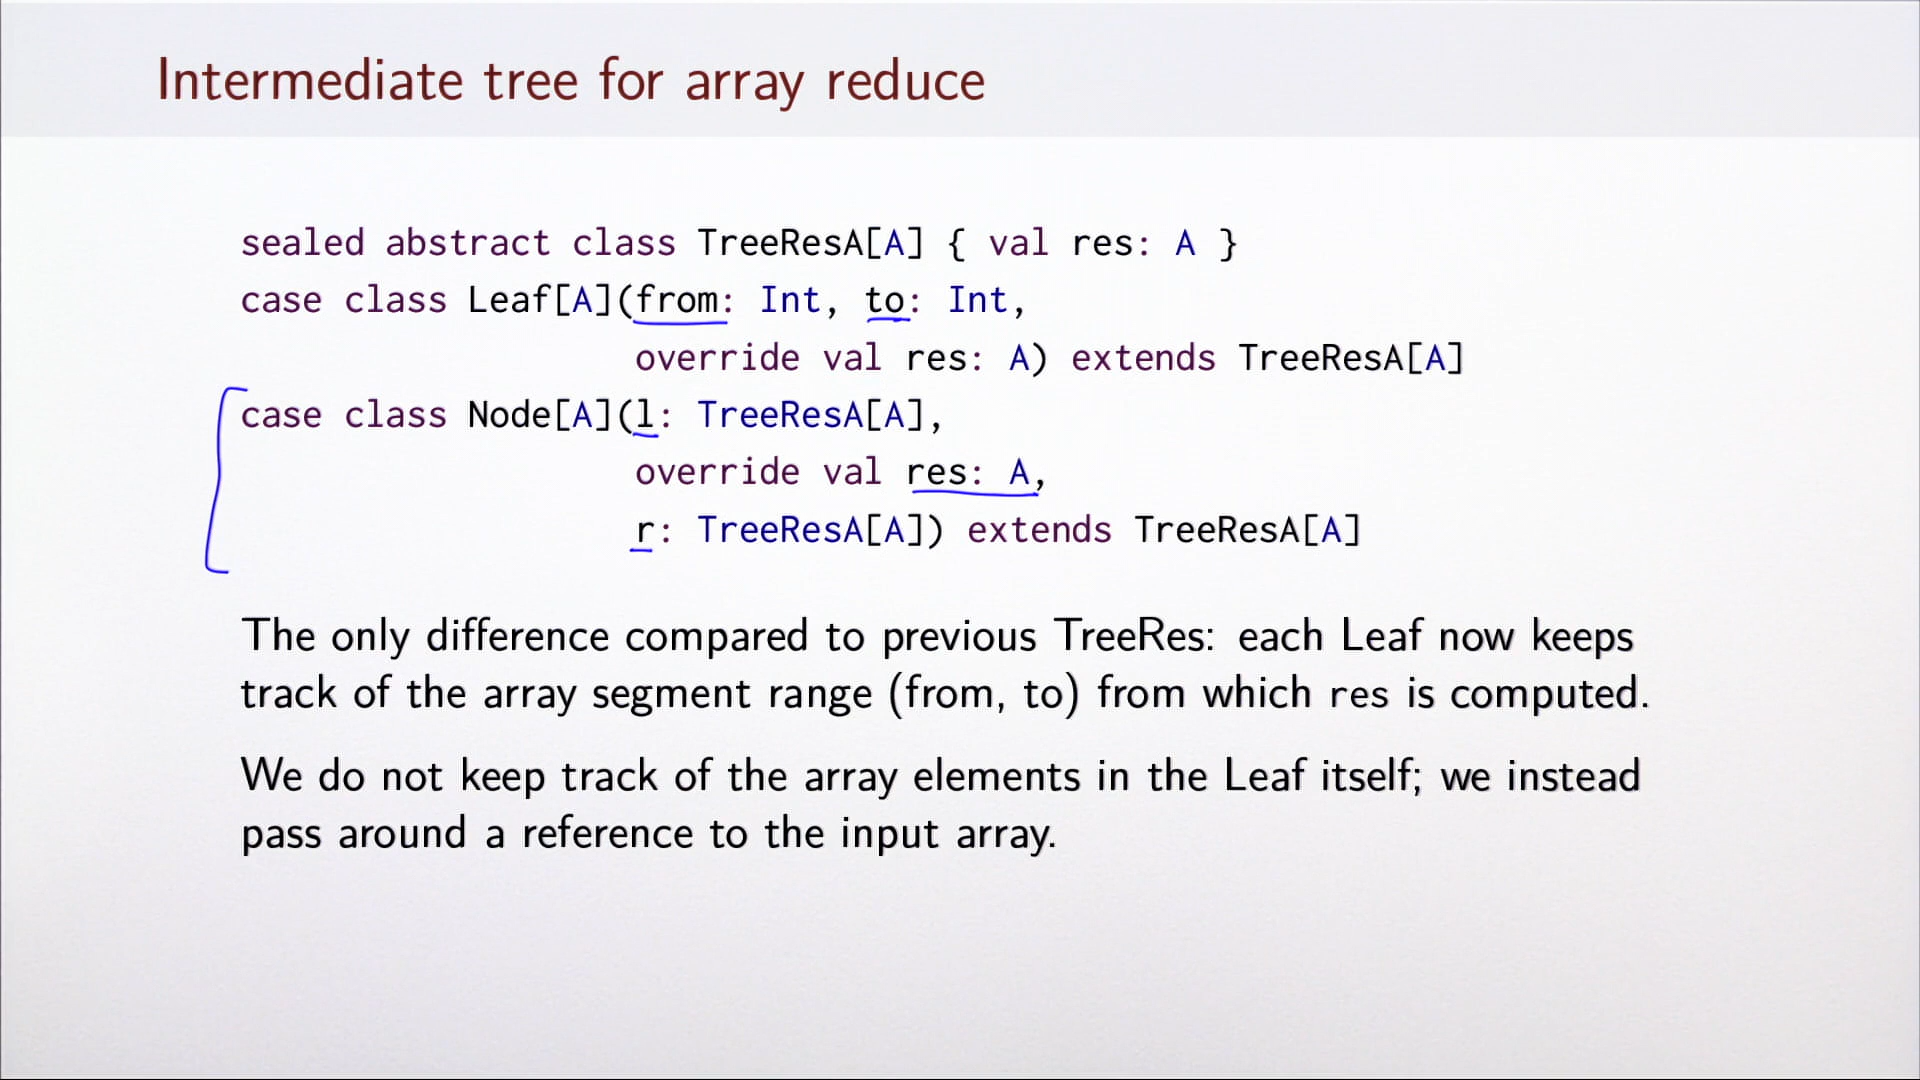 Intermediate tree for array reduce
sealed abstract class TreeResA[A] { val res: A }
case class Leaf[A](from: Int, to: Int,
override val res: A) extends TreeResA[A]
case class Node[A](l: TreeResA[A],
override val res: A,
r: TreeResA[A]) extends TreeResA[A]
The only difference compared to previous TreeRes: each Leaf now keeps
track of the array segment range (from, to) from which res is computed.
We do not keep track of the array elements in the Leaf itself; we instead
pass around a reference to the input array.